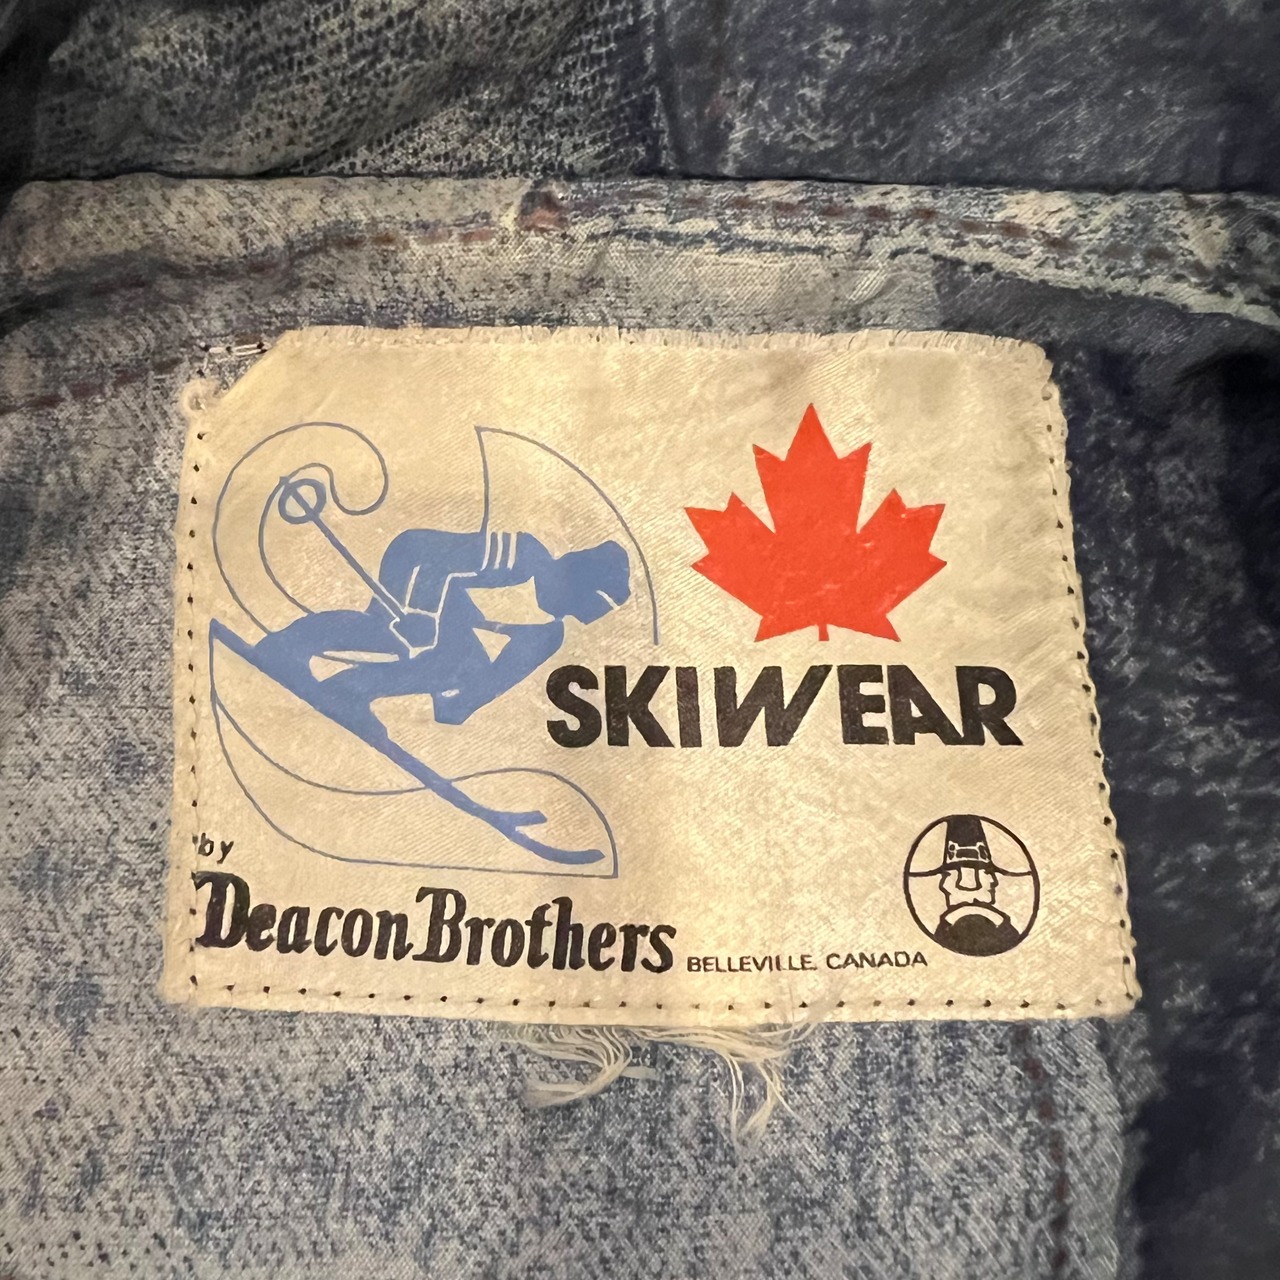 SKIWEAR
by
Deacon Brothers
BELLEVILLE, CANADA